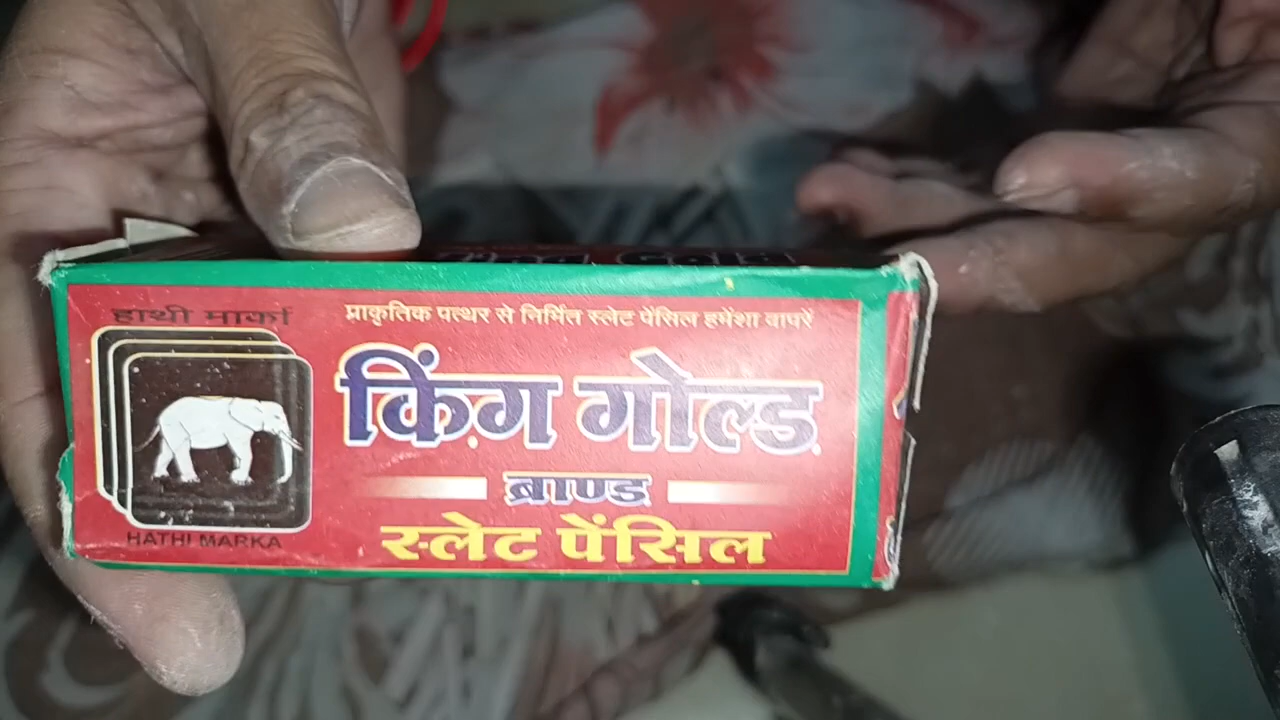 हाथी मार्का
प्राकृतिक पत्थर से निर्मित स्लेट पेंसिल हमेंशा वापरें
किंग गोल्ड
ब्राण्ड
स्लेट पेंसिल
HATHI MARKA